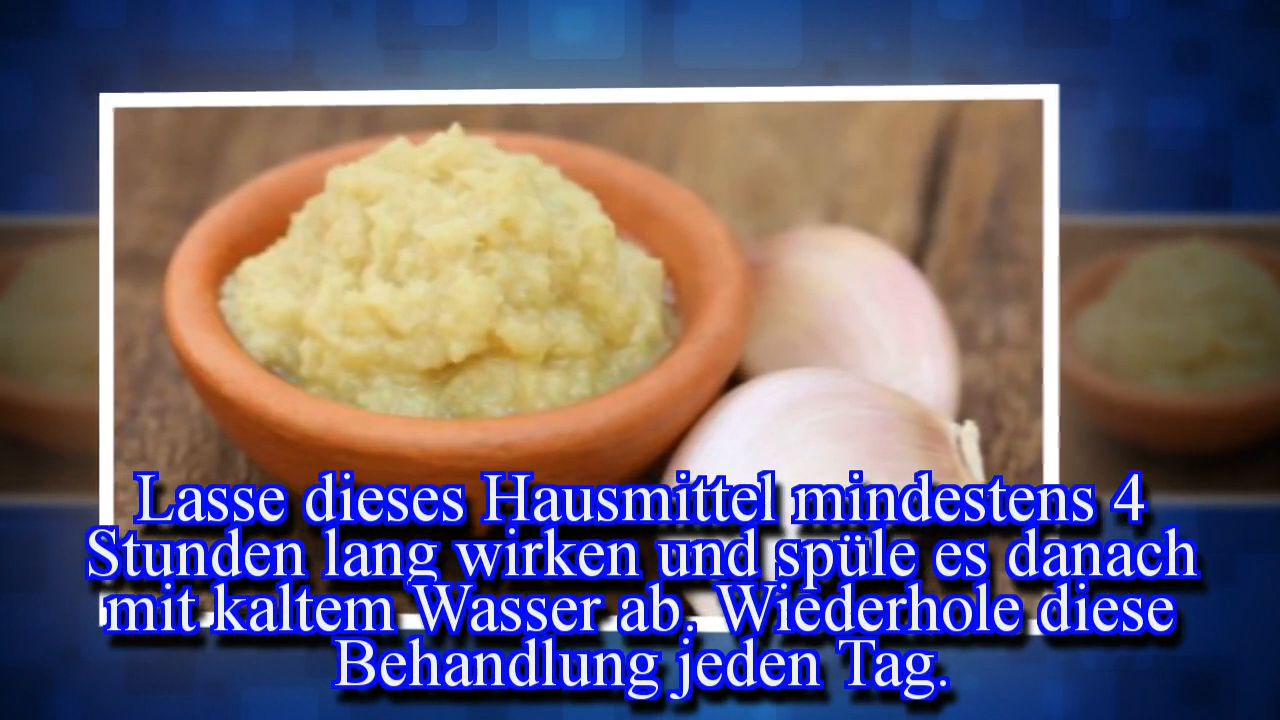 Lasse dieses Hausmittel mindestens 4
Stunden lang wirken und spüle es danach
mit kaltem Wasser ab. Wiederhole diese
Behandlung jeden Tag.